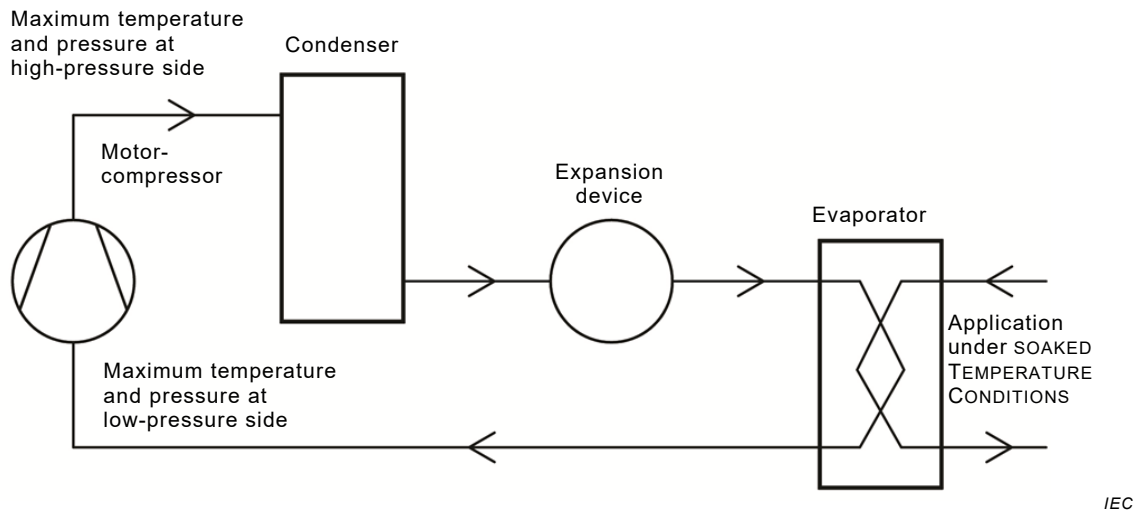 Maximum temperature
and pressure at
high-pressure side
Condenser
Motor-
compressor
Expansion
device
Evaporator
Application
under SOAKED
TEMPERATURE
CONDITIONS
Maximum temperature
and pressure at
low-pressure side
IEC